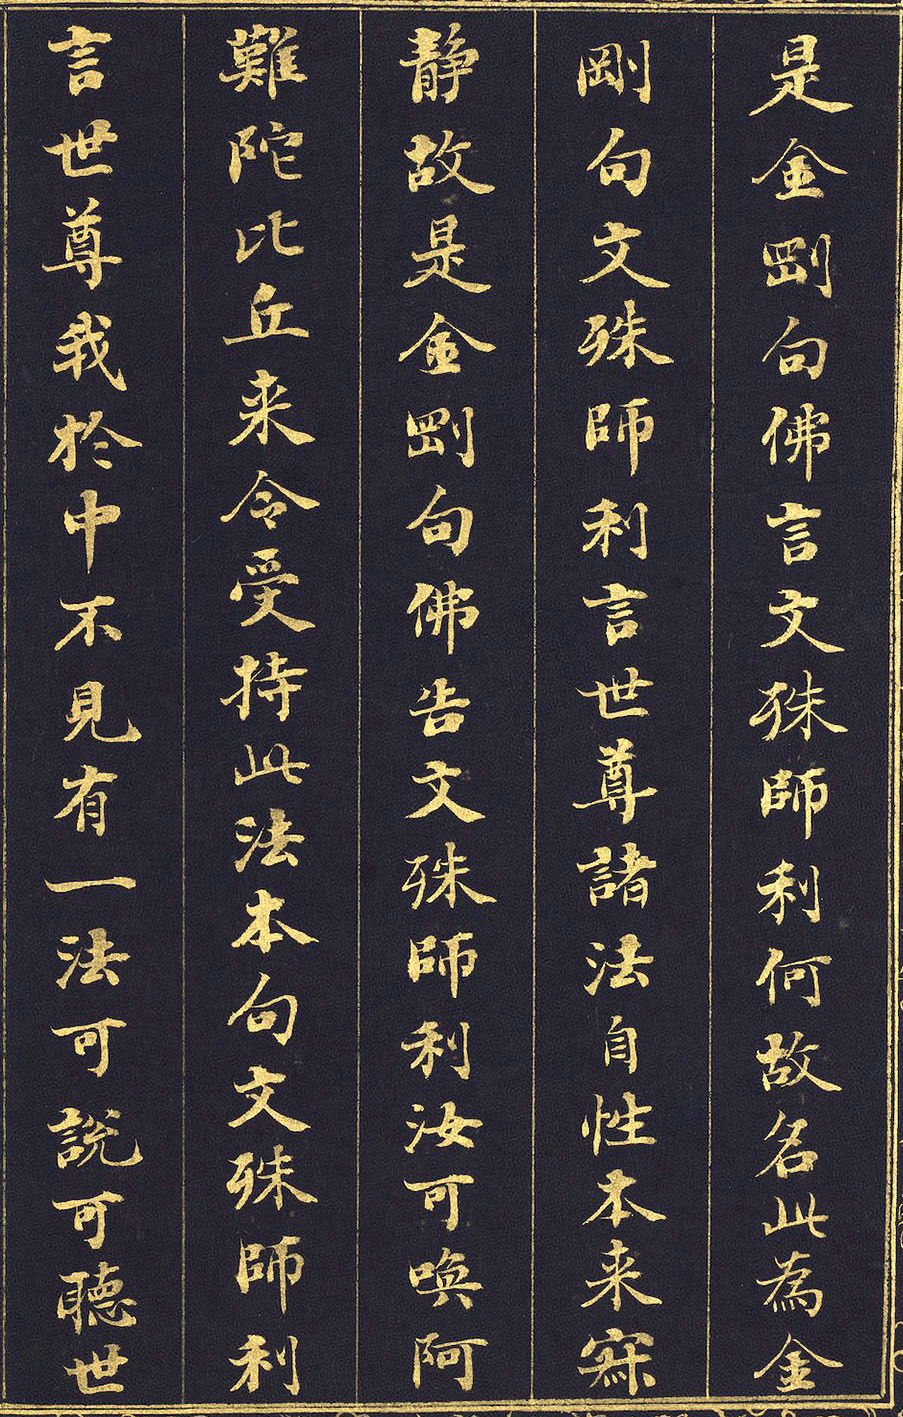 是金剛句佛言文殊師利何故名此為金
剛句文殊師利言世尊諸法自性本来寂
静故是金剛句佛告文殊師利汝可喚阿
難陀比丘来令受持此法本句文殊師利
言世尊我於中不見有一法可說可聽世